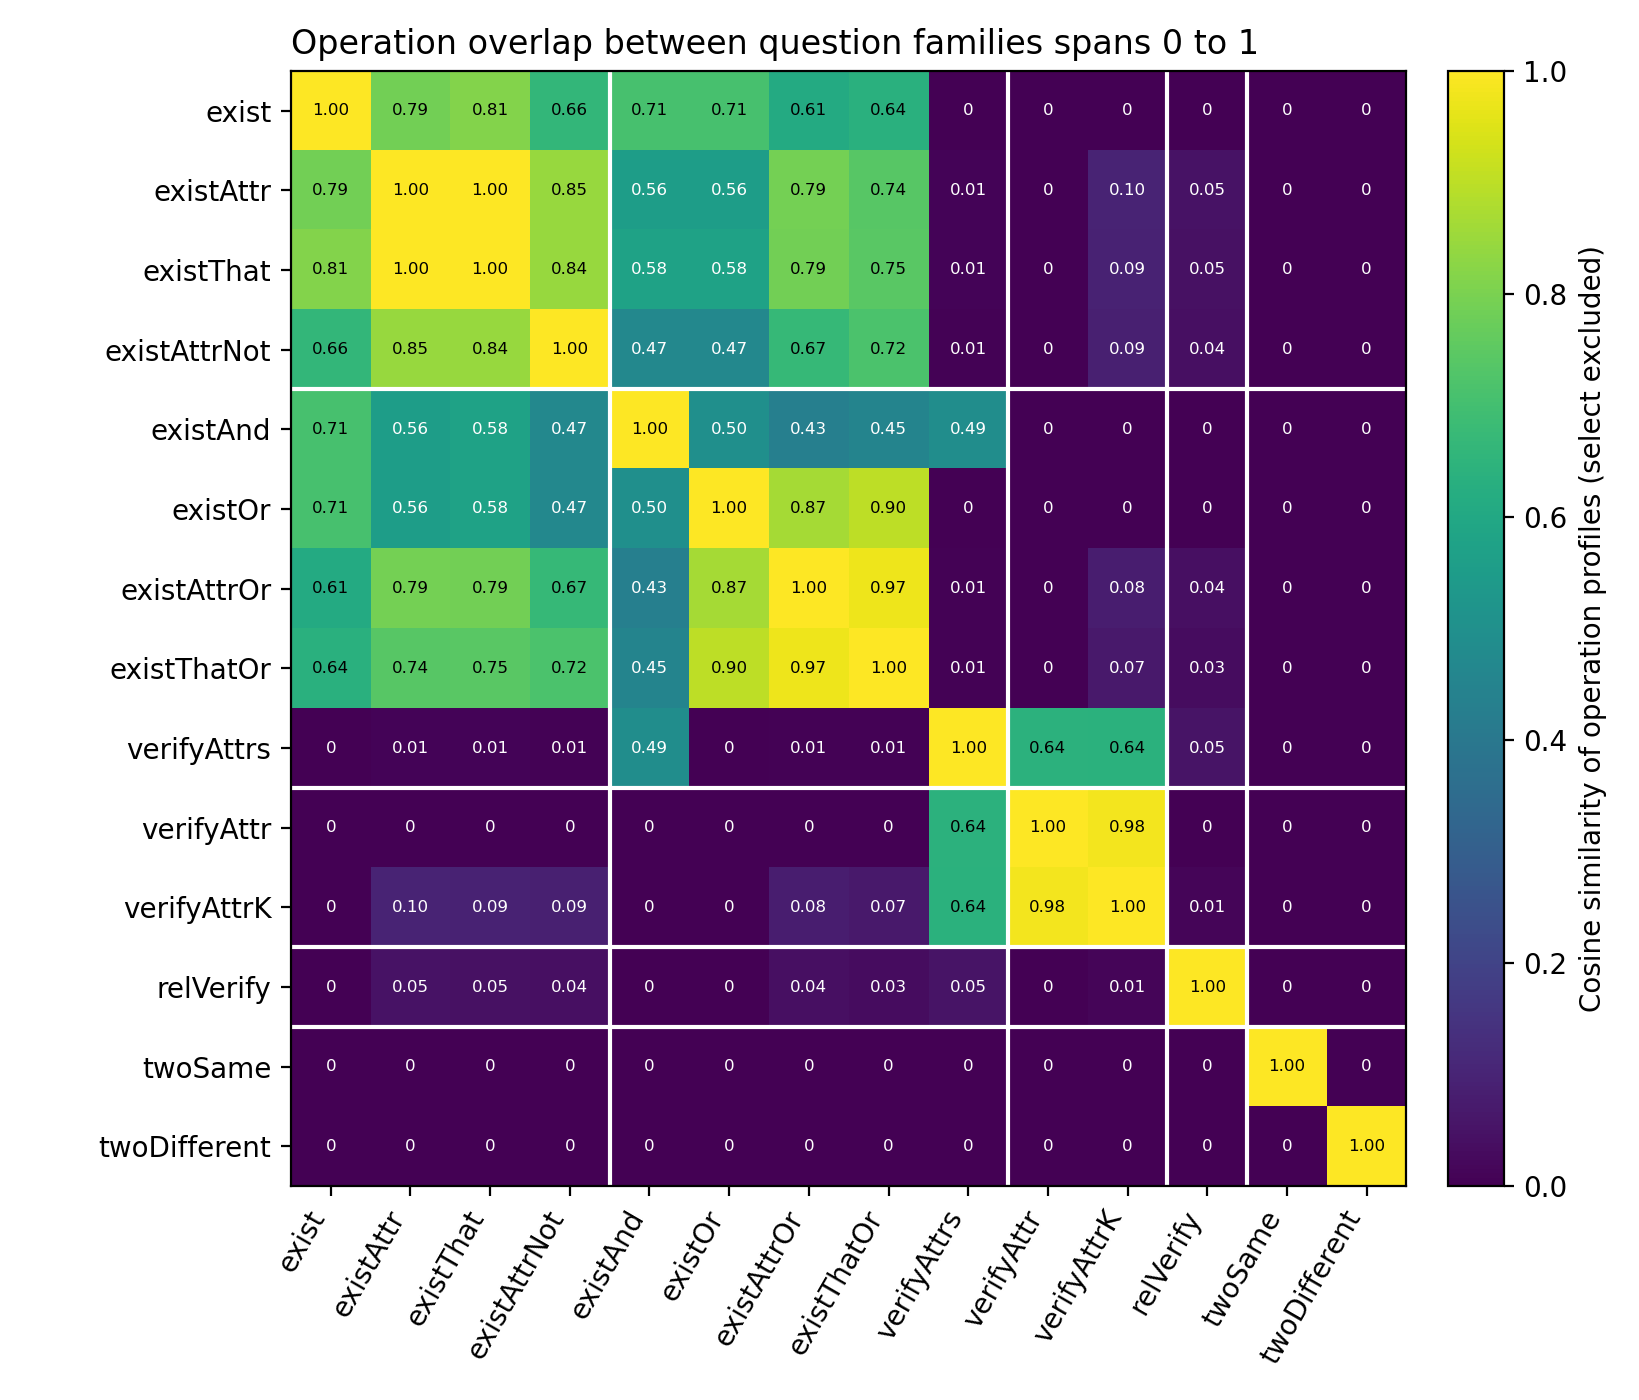 Operation overlap between question families spans 0 to 1
exist 1.00 0.79 0.81 0.66 0.71 0.71 0.61 0.64 0 0 0 0 0 0
existAttr 0.79 1.00 1.00 0.85 0.56 0.56 0.79 0.74 0.01 0 0.10 0.05 0 0
existThat 0.81 1.00 1.00 0.84 0.58 0.58 0.79 0.75 0.01 0 0.09 0.05 0 0
existAttrNot 0.66 0.85 0.84 1.00 0.47 0.47 0.67 0.72 0.01 0 0.09 0.04 0 0
existAnd 0.71 0.56 0.58 0.47 1.00 0.50 0.43 0.45 0.49 0 0 0 0 0
existOr 0.71 0.56 0.58 0.47 0.50 1.00 0.87 0.90 0 0 0 0 0 0
existAttrOr 0.61 0.79 0.79 0.67 0.43 0.87 1.00 0.97 0.01 0 0.08 0.04 0 0
existThatOr 0.64 0.74 0.75 0.72 0.45 0.90 0.97 1.00 0.01 0 0.07 0.03 0 0
verifyAttrs 0 0.01 0.01 0.01 0.49 0 0.01 0.01 1.00 0.64 0.64 0.05 0 0
verifyAttr 0 0 0 0 0 0 0 0 0.64 1.00 0.98 0 0 0
verifyAttrK 0 0.10 0.09 0.09 0 0 0.08 0.07 0.64 0.98 1.00 0.01 0 0
relVerify 0 0.05 0.05 0.04 0 0 0.04 0.03 0.05 0 0.01 1.00 0 0
twoSame 0 0 0 0 0 0 0 0 0 0 0 0 1.00 0
twoDifferent 0 0 0 0 0 0 0 0 0 0 0 0 0 1.00
exist existAttr existThat existAttrNot existAnd existOr existAttrOr existThatOr verifyAttrs verifyAttr verifyAttrK relVerify twoSame twoDifferent
1.0
0.8
0.6
0.4
0.2
0.0
Cosine similarity of operation profiles (select excluded)